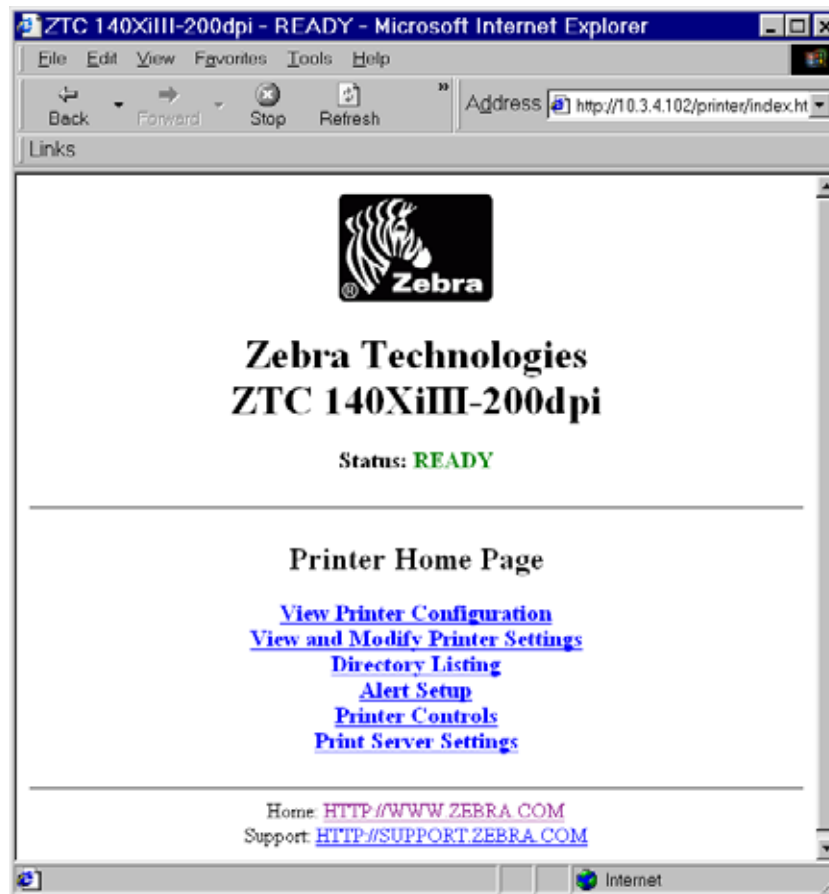 ZTC 140XiIII-200dpi - READY - Microsoft Internet Explorer
File Edit View Favorites Tools Help
Back Forward Stop Refresh » Address http://10.3.4.102/printer/index.ht
Links
® Zebra
Zebra Technologies
ZTC 140XiIII-200dpi
Status: READY
Printer Home Page
View Printer Configuration
View and Modify Printer Settings
Directory Listing
Alert Setup
Printer Controls
Print Server Settings
Home: HTTP://WWW.ZEBRA.COM
Support: HTTP://SUPPORT.ZEBRA.COM
Internet